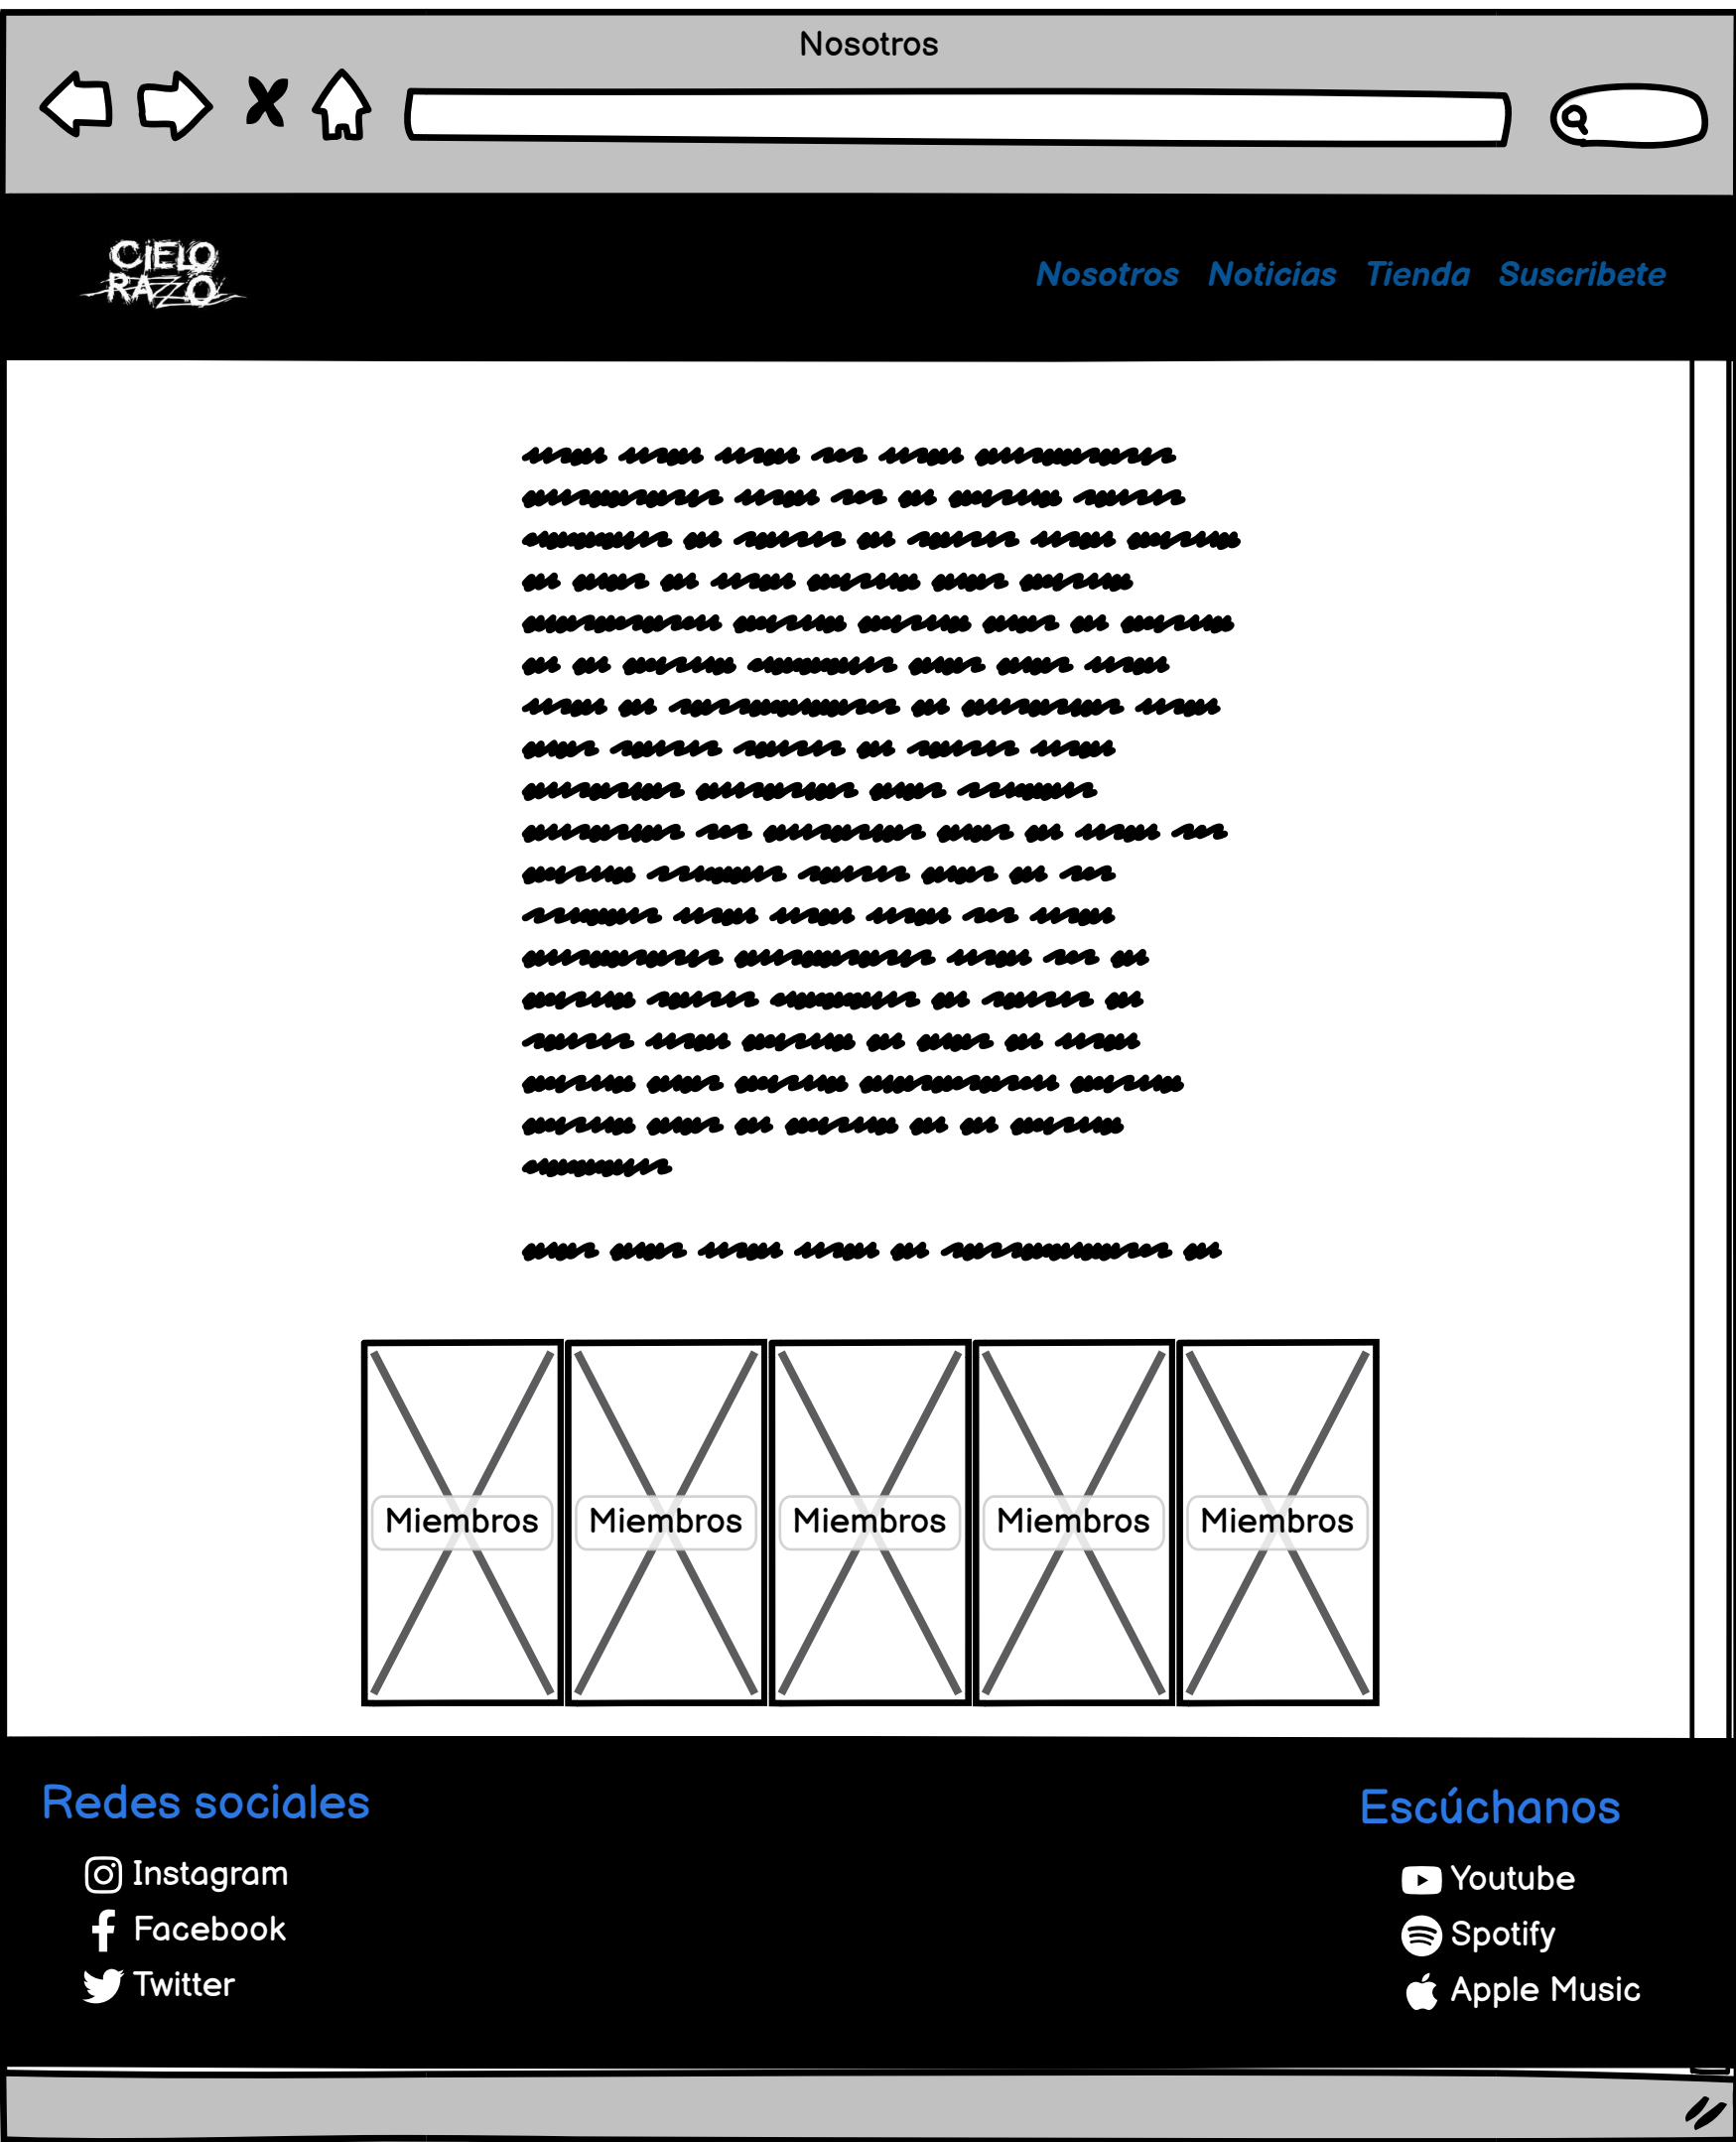 Nosotros
CIELO
RAZZO
Nosotros Noticias Tienda Suscribete
Miembros Miembros Miembros Miembros Miembros
Redes sociales
Instagram
Facebook
Twitter
Escúchanos
Youtube
Spotify
Apple Music